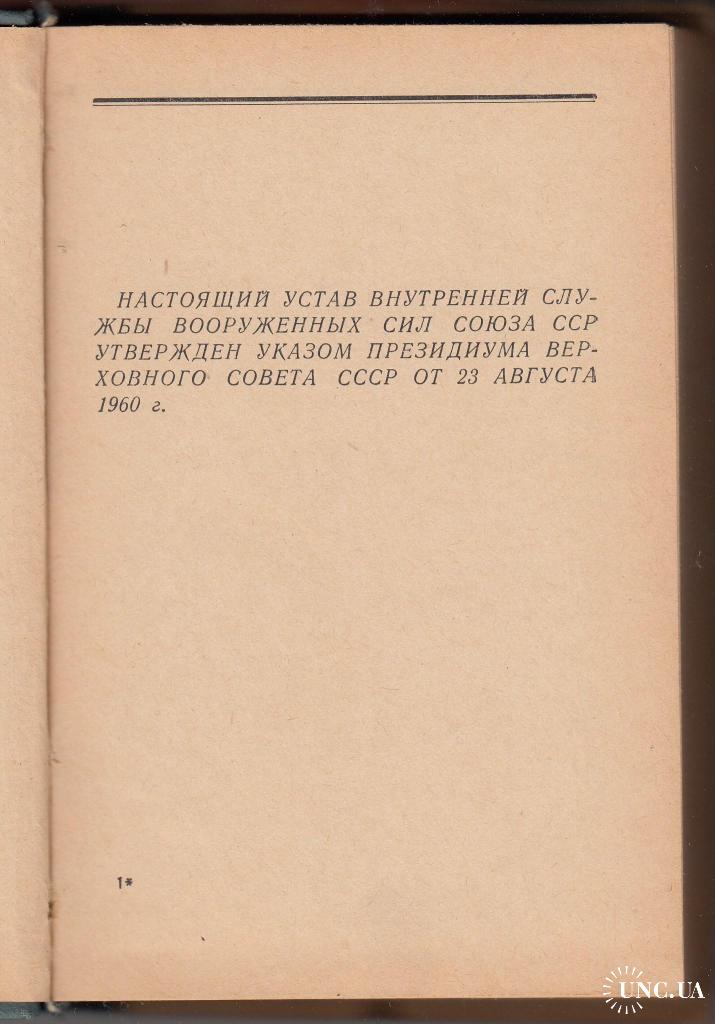 НАСТОЯЩИЙ УСТАВ ВНУТРЕННЕЙ СЛУ-
ЖБЫ ВООРУЖЕННЫХ СИЛ СОЮЗА ССР
УТВЕРЖДЕН УКАЗОМ ПРЕЗИДИУМА ВЕР-
ХОВНОГО СОВЕТА СССР ОТ 23 АВГУСТА
1960 г.
1*
UNC.UA